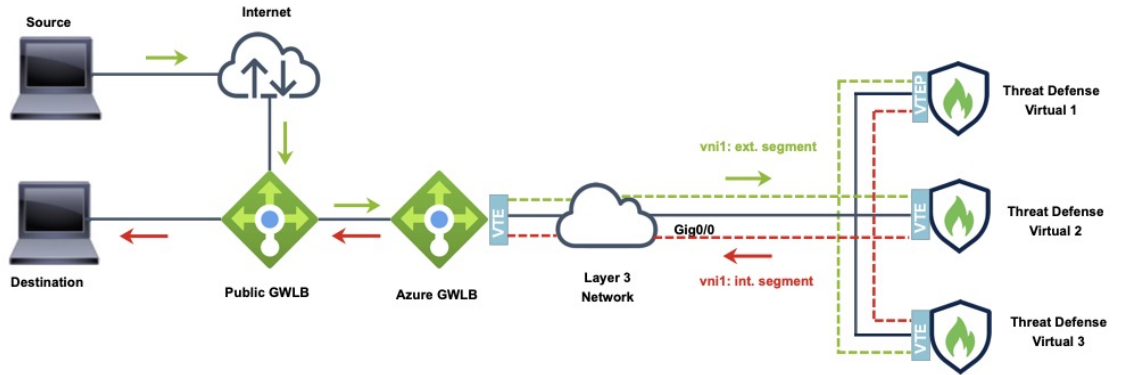 Internet
Source
VTEP
Threat Defense
Virtual 1
vni1: ext. segment
VTE
VTE
Threat Defense
Virtual 2
Gig0/0
Destination
Public GWLB
Azure GWLB
Layer 3
Network
vni1: int. segment
VTE
Threat Defense
Virtual 3